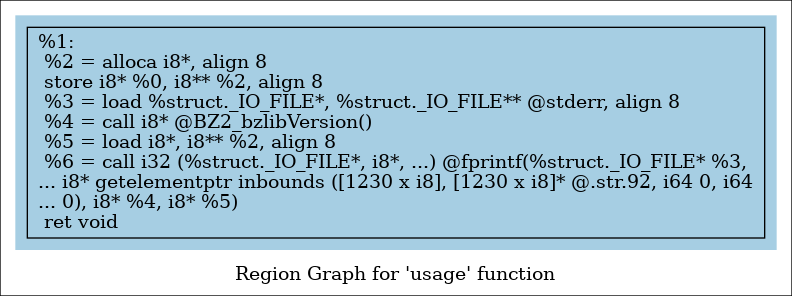 %1:
%2 = alloca i8*, align 8
store i8* %0, i8** %2, align 8
%3 = load %struct._IO_FILE*, %struct._IO_FILE** @stderr, align 8
%4 = call i8* @BZ2_bzlibVersion()
%5 = load i8*, i8** %2, align 8
%6 = call i32 (%struct._IO_FILE*, i8*, ...) @fprintf(%struct._IO_FILE* %3,
... i8* getelementptr inbounds ([1230 x i8], [1230 x i8]* @.str.92, i64 0, i64
... 0), i8* %4, i8* %5)
ret void
Region Graph for 'usage' function